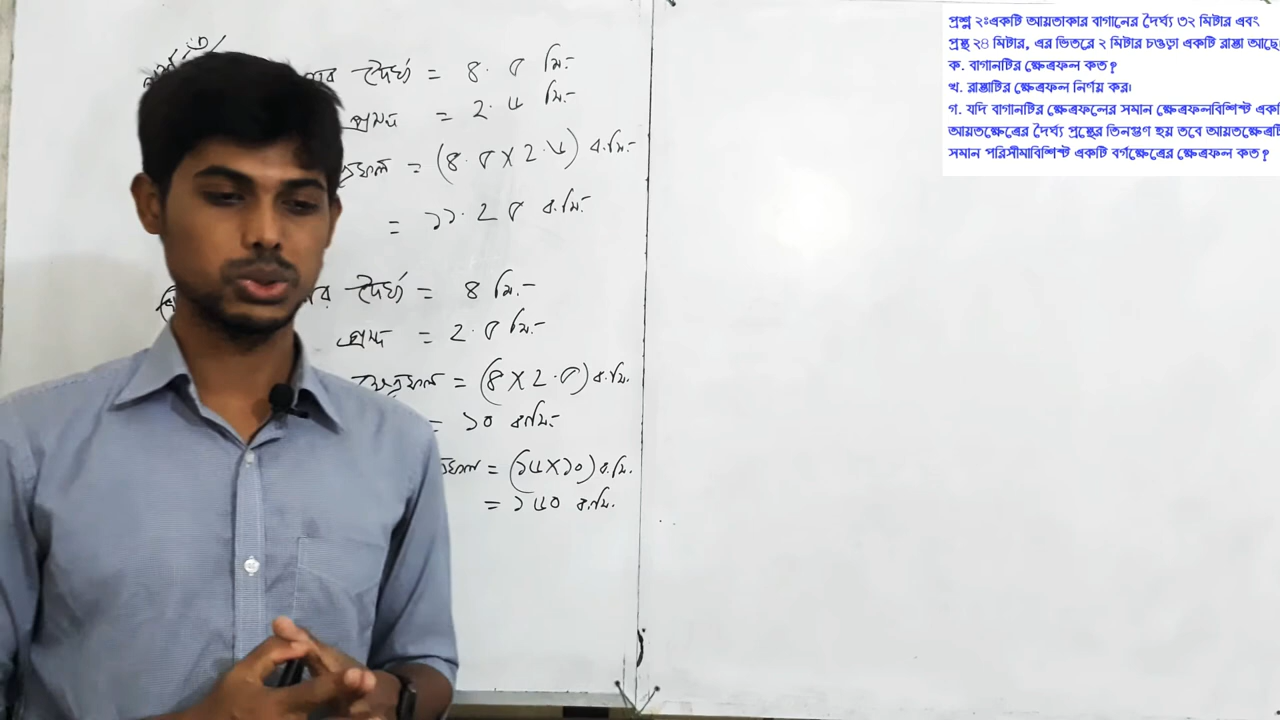 দৈর্ঘ্য = ৪.৫ মি.
প্রস্থ = ২.৫ মি.
= (৪.৫ X ২.৫) ব.মি.
= ১১.২৫ ব.মি.
দৈর্ঘ্য = ৪ মি.
প্রস্থ = ২.৫ মি.
ক্ষেত্রফল = (৪ X ২.৫) ব.মি.
= ১০ ব.মি.
= (১৬X১০) ব.মি.
= ১৬০ ব.মি.
প্রশ্ন ২ঃএকটি আয়তাকার বাগানের দৈর্ঘ্য ৩২ মিটার এবং
প্রস্থ ২৪ মিটার, এর ভিতরে ২ মিটার চওড়া একটি রাস্তা আছে
ক. বাগানটির ক্ষেত্রফল কত?
খ. রাস্তাটির ক্ষেত্রফল নির্ণয় কর।
গ. যদি বাগানটির ক্ষেত্রফলের সমান ক্ষেত্রফলবিশিস্ট একটি
আয়তক্ষেত্রের দৈর্ঘ্য প্রস্থের তিনগুণ হয় তবে আয়তক্ষেত্রটি
সমান পরিসীমাবিশিস্ট একটি বর্গক্ষেত্রের ক্ষেত্রফল কত?